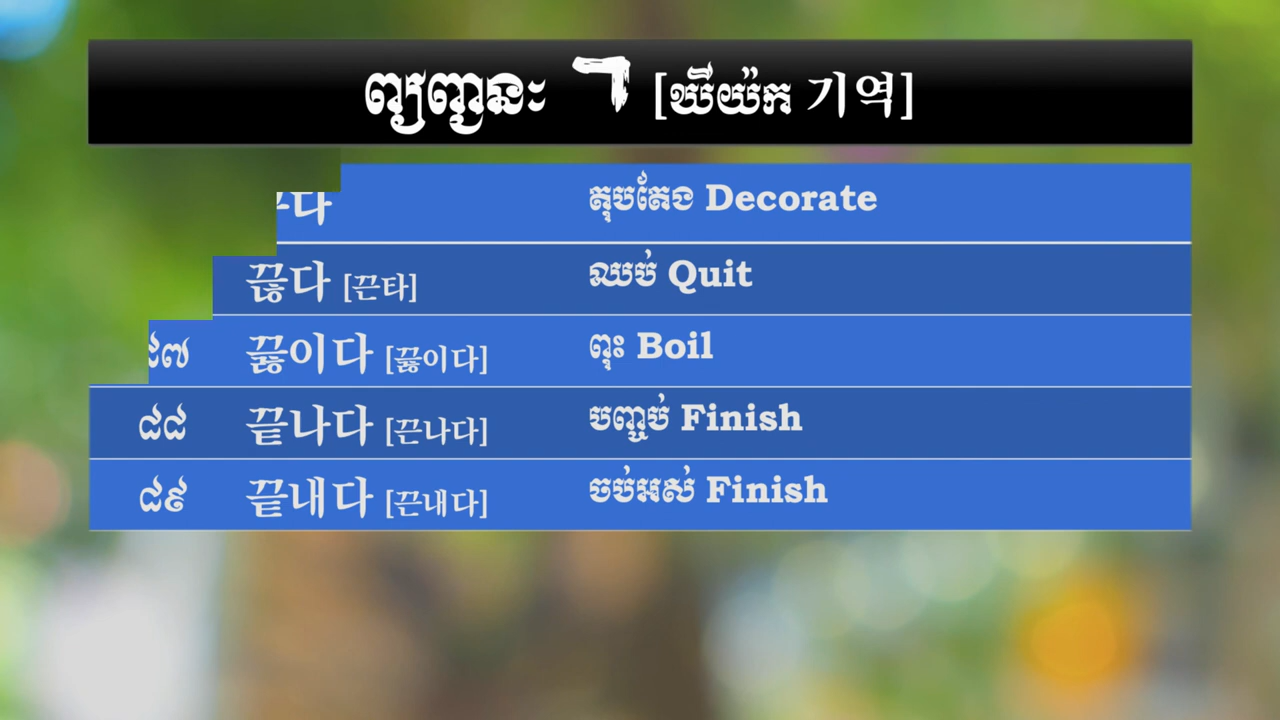 ព្យញ្ជនៈ ㄱ [ឃីយ៉ក 기역]
다 តុបតែង Decorate
끊다 [끈타] ឈប់ Quit
៨៧ 끓이다 [끓이다] ពុះ Boil
៨៨ 끝나다 [끈나다] បញ្ចប់ Finish
៨៩ 끝내다 [끈내다] ចប់អស់ Finish